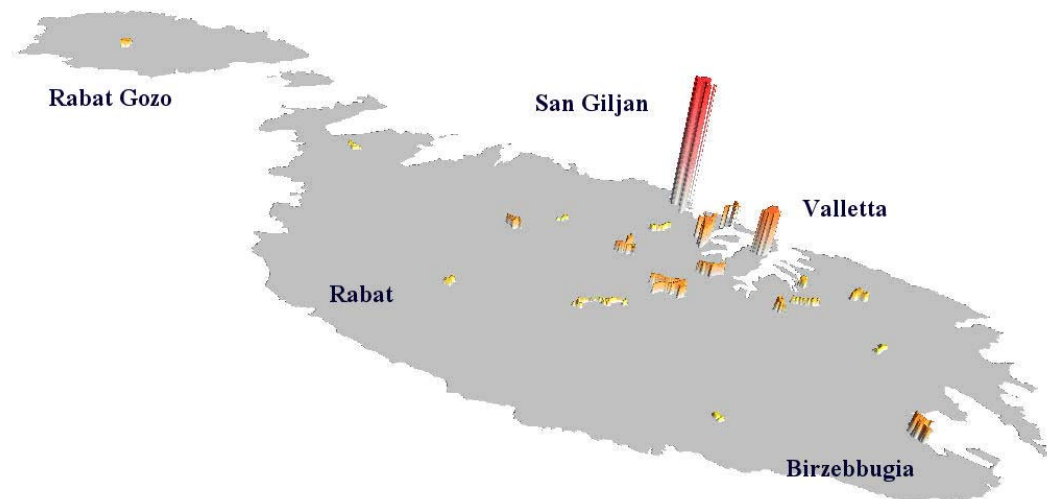 Rabat Gozo
San Giljan
Valletta
Rabat
Birzebbugia